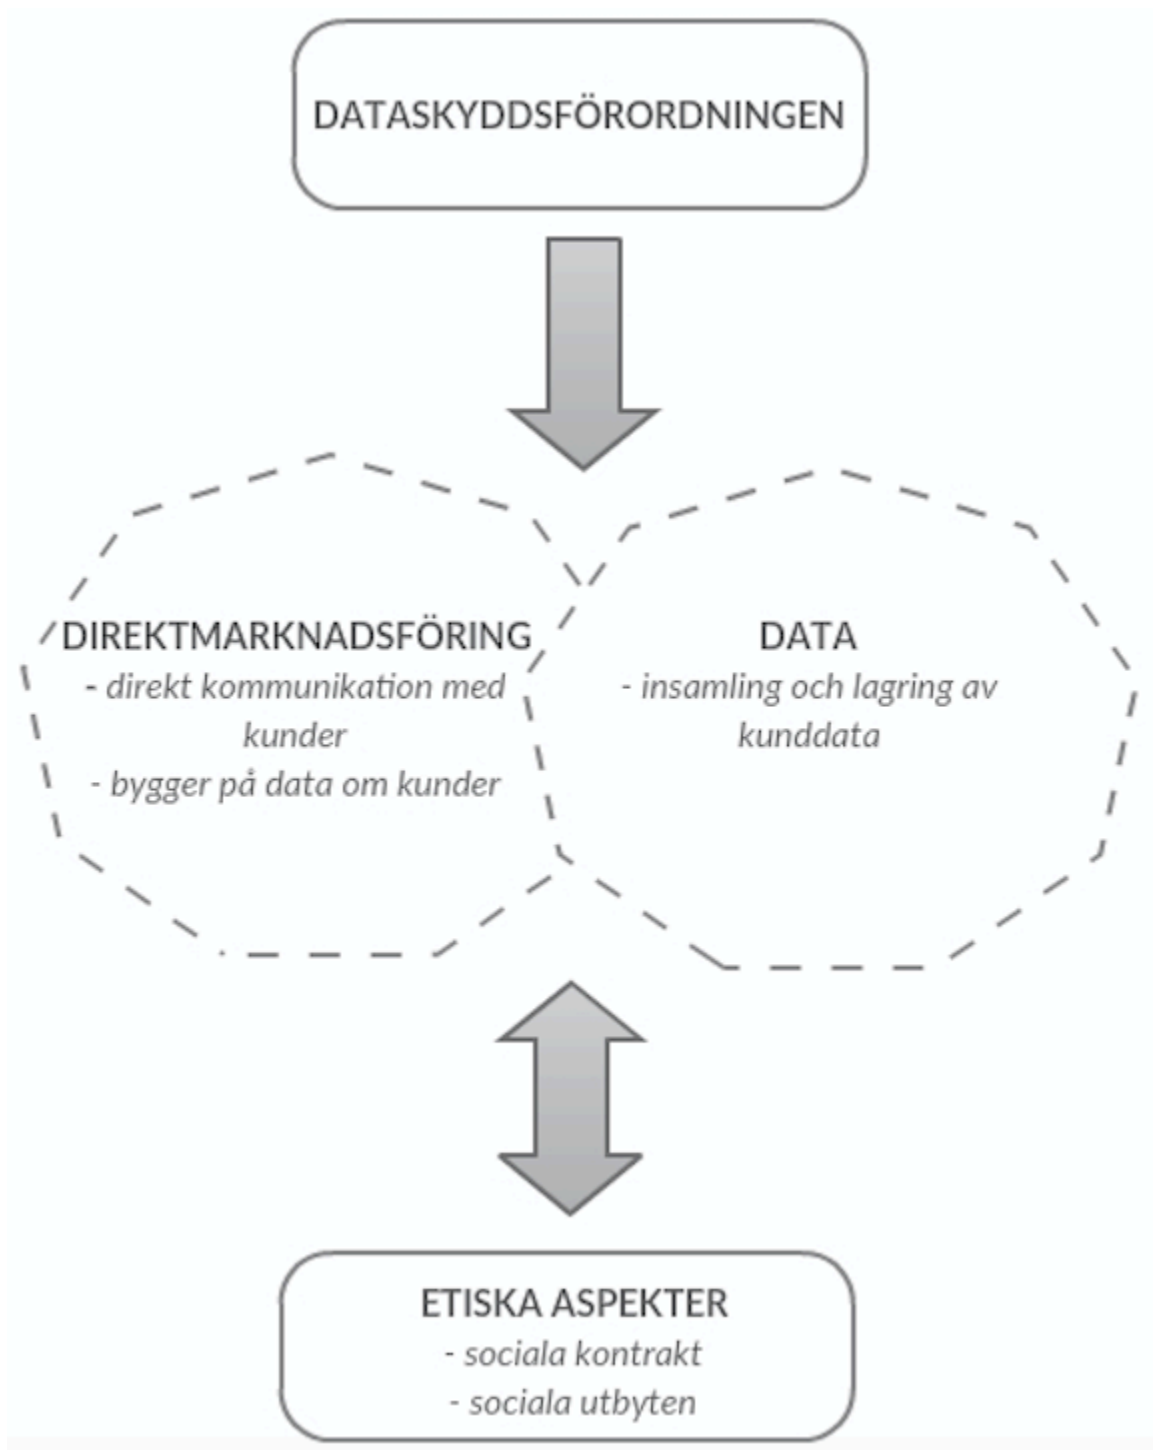 DATASKYDDSFÖRORDNINGEN
DIREKTMARKNADSFÖRING
- direkt kommunikation med
kunder
- bygger på data om kunder
DATA
- insamling och lagring av
kunddata
ETISKA ASPEKTER
- sociala kontrakt
- sociala utbyten